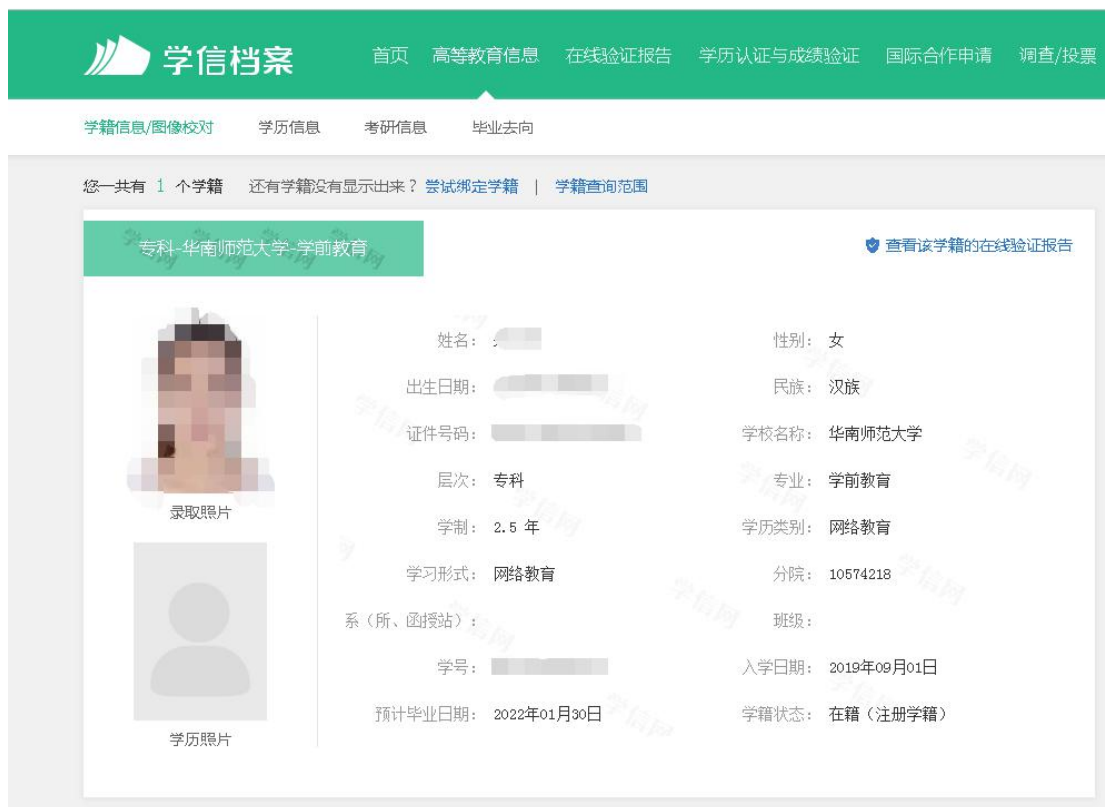 学信档案 首页 高等教育信息 在线验证报告 学历认证与成绩验证 国际合作申请 调查/投票
学籍信息/图像校对 学历信息 考研信息 毕业去向
您一共有 1 个学籍 还有学籍没有显示出来？尝试绑定学籍 | 学籍查询范围
专科-华南师范大学-学前教育 查看该学籍的在线验证报告
姓名： 性别： 女
出生日期： 民族： 汉族
证件号码： 学校名称： 华南师范大学
层次： 专科 专业： 学前教育
录取照片
学制： 2.5 年 学历类别： 网络教育
学习形式： 网络教育 分院： 10574218
系（所、函授站）： 班级：
学号： 入学日期： 2019年09月01日
预计毕业日期： 2022年01月30日 学籍状态： 在籍（注册学籍）
学历照片
学信网